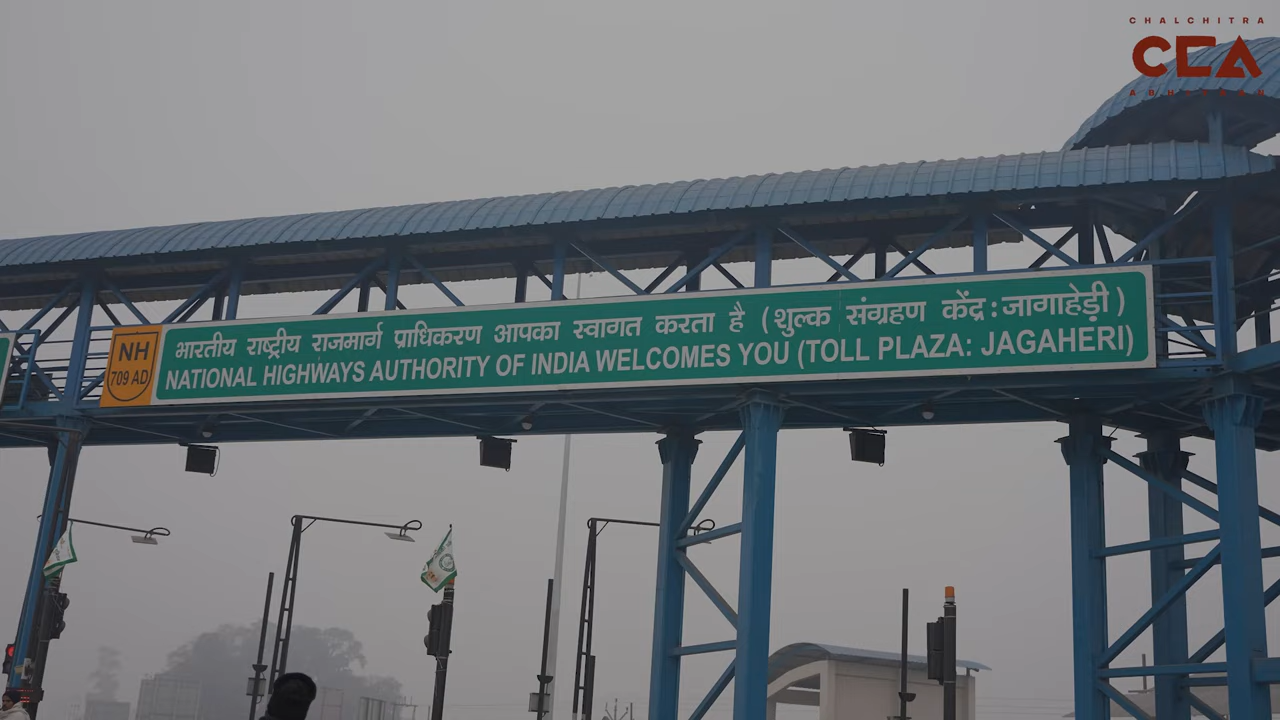 CHALCHITRA
CEA
ABHIYAAN
NH
709 AD
भारतीय राष्ट्रीय राजमार्ग प्राधिकरण आपका स्वागत करता है (शुल्क संग्रहण केंद्र : जागाहेड़ी)
NATIONAL HIGHWAYS AUTHORITY OF INDIA WELCOMES YOU (TOLL PLAZA: JAGAHERI)